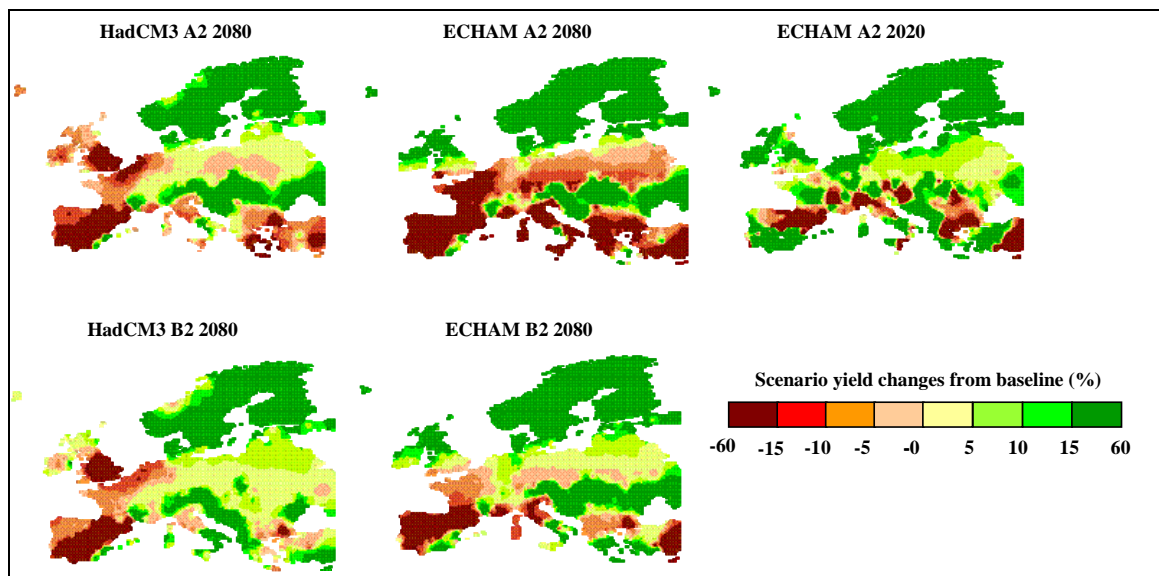 HadCM3 A2 2080
ECHAM A2 2080
ECHAM A2 2020
HadCM3 B2 2080
ECHAM B2 2080
Scenario yield changes from baseline (%)
-60 -15 -10 -5 -0 5 10 15 60